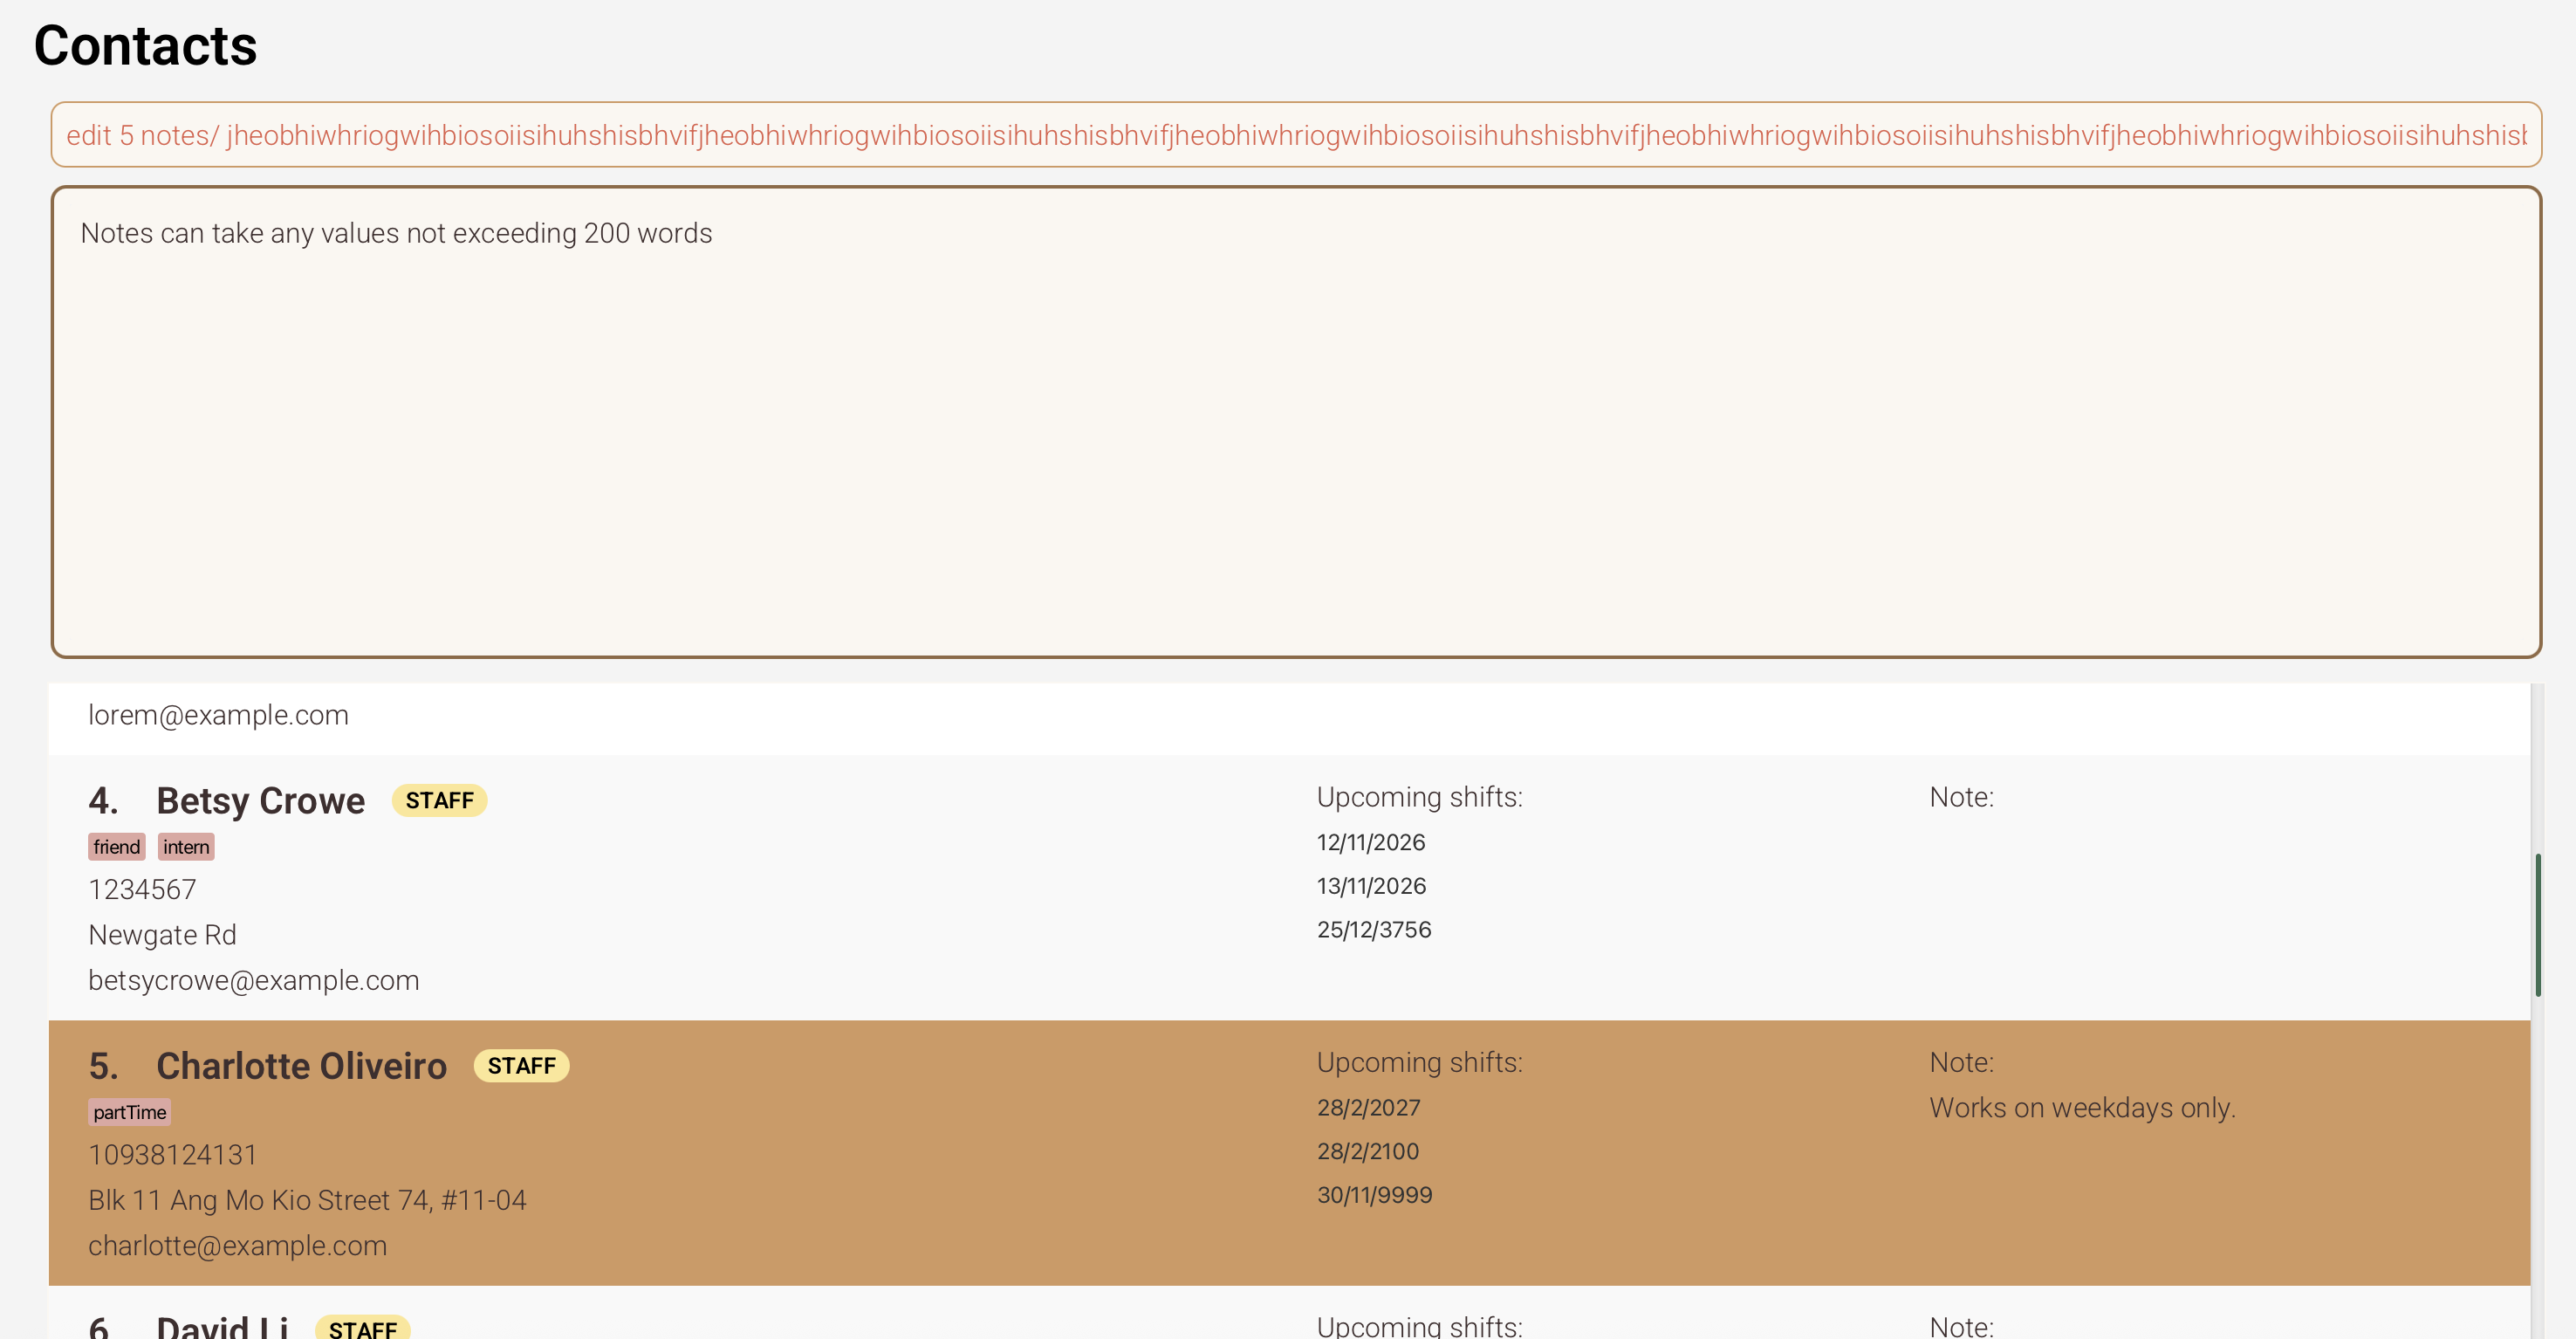 Contacts
edit 5 notes/ jheobhiwhriogwihbiosoiisihuhshisbhvifjheobhiwhriogwihbiosoiisihuhshisbhvifjheobhiwhriogwihbiosoiisihuhshisbhvifjheobhiwhriogwihbiosoiisihuhshisbhvifjheobhiwhriogwihbiosoiisihuhshisb
Notes can take any values not exceeding 200 words
lorem@example.com
4. Betsy Crowe STAFF
friend intern
1234567
Newgate Rd
betsycrowe@example.com
Upcoming shifts:
12/11/2026
13/11/2026
25/12/3756
Note:
5. Charlotte Oliveiro STAFF
partTime
10938124131
Blk 11 Ang Mo Kio Street 74, #11-04
charlotte@example.com
Upcoming shifts:
28/2/2027
28/2/2100
30/11/9999
Note:
Works on weekdays only.
6. David Li STAFF
Upcoming shifts:
Note: